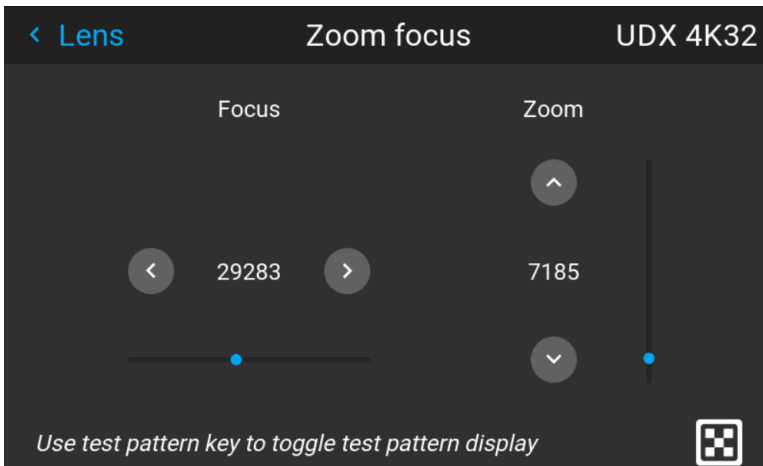 Lens
Zoom focus
UDX 4K32
Focus
Zoom
29283
7185
Use test pattern key to toggle test pattern display